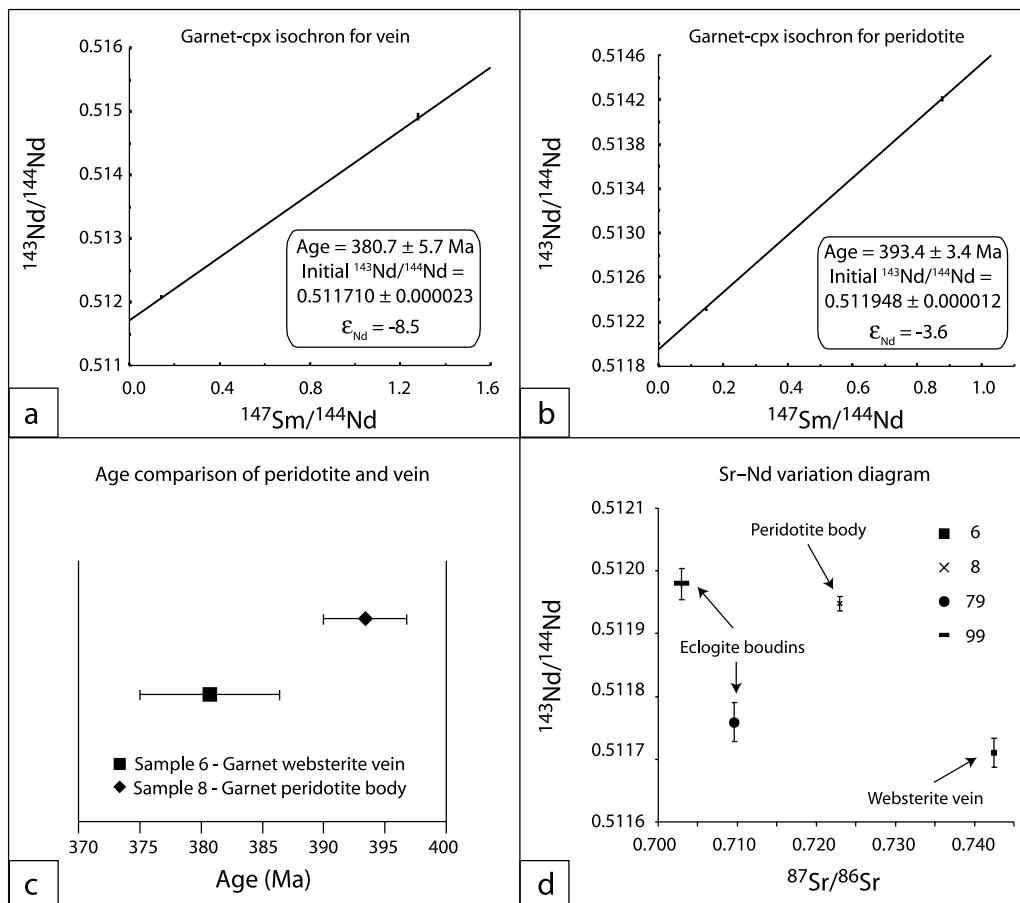 Garnet-cpx isochron for vein
0.516
0.515
0.514
0.513
0.512
0.511
¹⁴³Nd/¹⁴⁴Nd
Age = 380.7 ± 5.7 Ma
Initial ¹⁴³Nd/¹⁴⁴Nd =
0.511710 ± 0.000023
εNd = -8.5
0.0 0.4 0.8 1.2 1.6
¹⁴⁷Sm/¹⁴⁴Nd
a
Garnet-cpx isochron for peridotite
0.5146
0.5142
0.5138
0.5134
0.5130
0.5126
0.5122
0.5118
¹⁴³Nd/¹⁴⁴Nd
Age = 393.4 ± 3.4 Ma
Initial ¹⁴³Nd/¹⁴⁴Nd =
0.511948 ± 0.000012
εNd = -3.6
0.0 0.2 0.4 0.6 0.8 1.0
¹⁴⁷Sm/¹⁴⁴Nd
b
Age comparison of peridotite and vein
Sample 6 - Garnet websterite vein
Sample 8 - Garnet peridotite body
370 375 380 385 390 395 400
Age (Ma)
c
Sr–Nd variation diagram
0.5121
0.5120
0.5119
0.5118
0.5117
0.5116
¹⁴³Nd/¹⁴⁴Nd
Peridotite body
Eclogite boudins
Websterite vein
6
8
79
99
0.700 0.710 0.720 0.730 0.740
⁸⁷Sr/⁸⁶Sr
d